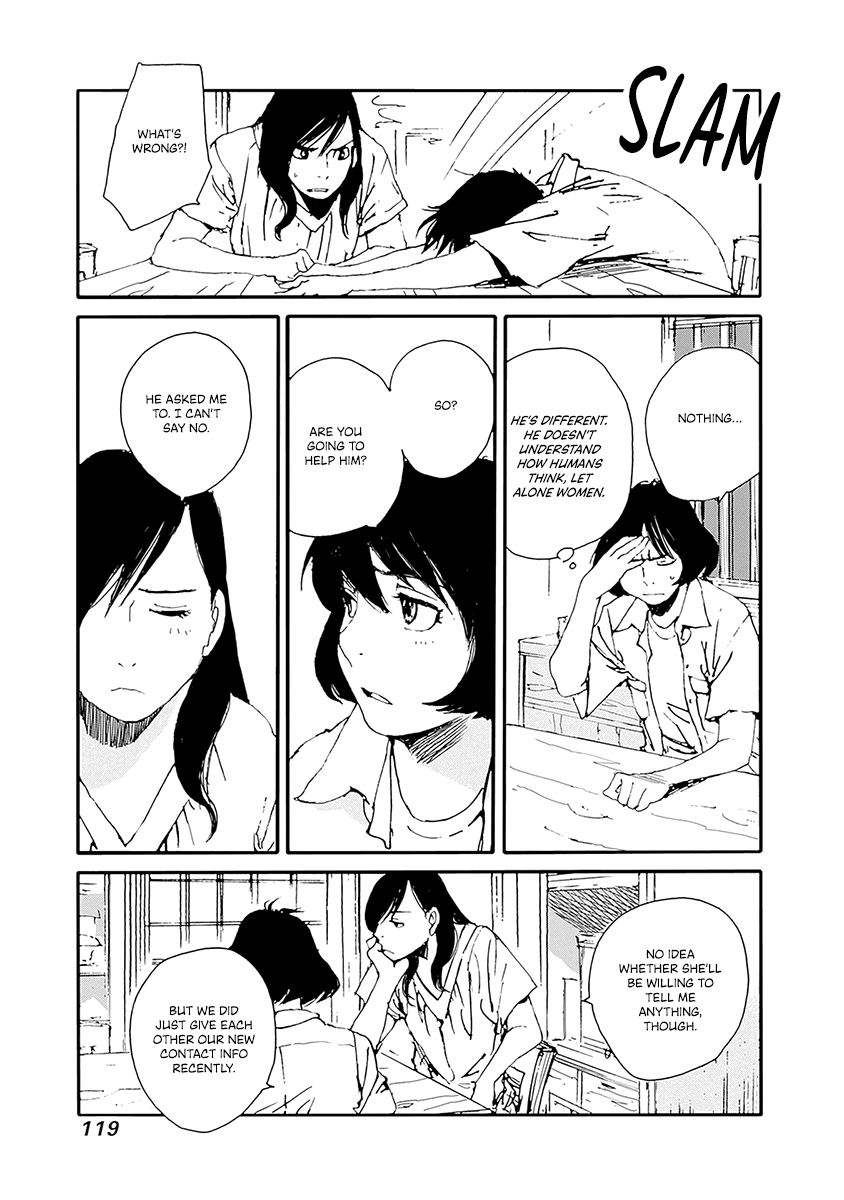 SLAM
WHAT'S
WRONG?!
NOTHING...
HE'S DIFFERENT.
HE DOESN'T
UNDERSTAND
HOW HUMANS
THINK, LET
ALONE WOMEN.
SO?
ARE YOU
GOING TO
HELP HIM?
HE ASKED ME
TO. I CAN'T
SAY NO.
NO IDEA
WHETHER SHE'LL
BE WILLING TO
TELL ME
ANYTHING,
THOUGH.
BUT WE DID
JUST GIVE EACH
OTHER OUR NEW
CONTACT INFO
RECENTLY.
119